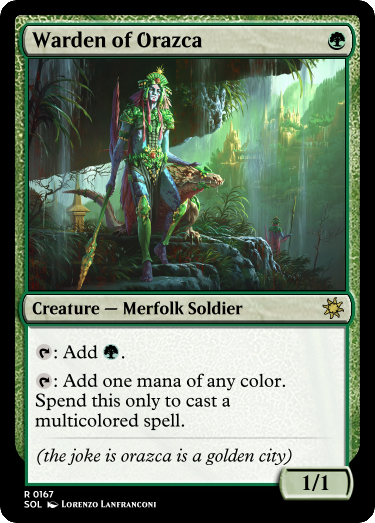 Warden of Orazca
Creature — Merfolk Soldier
: Add .
: Add one mana of any color.
Spend this only to cast a
multicolored spell.
(the joke is orazca is a golden city)
1/1
R 0167
SOL Lorenzo Lanfranconi